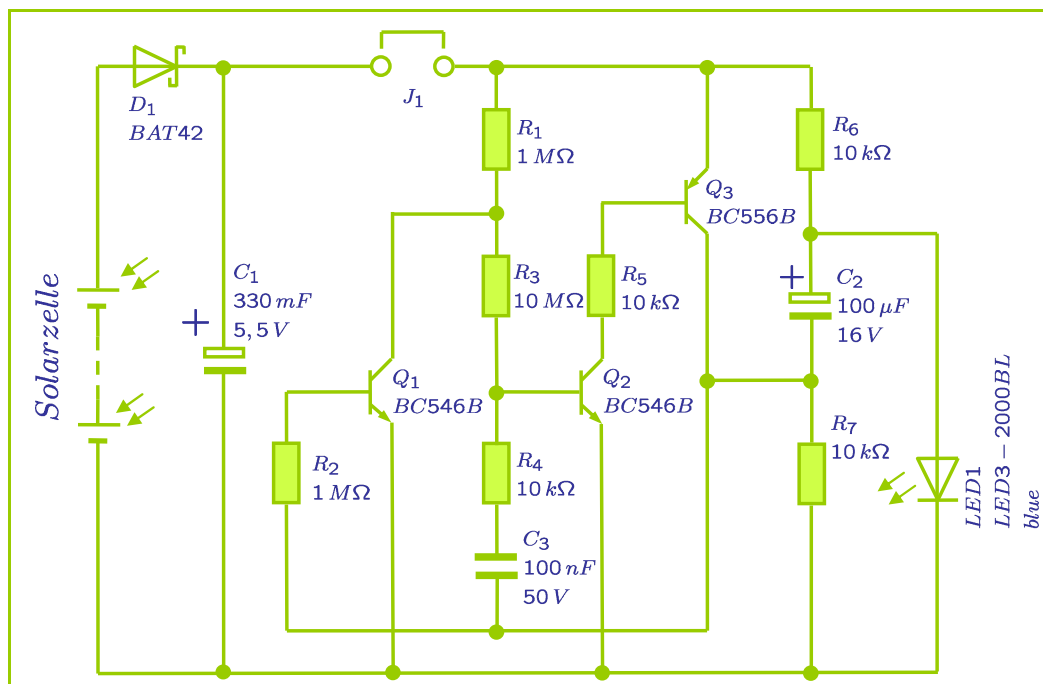 D₁
BAT42
J₁
R₁
1 MΩ
R₆
10 kΩ
Q₃
BC556B
Solarzelle
C₁
330 mF
5,5 V
+
R₃
10 MΩ
R₅
10 kΩ
+
C₂
100 μF
16 V
Q₁
BC546B
Q₂
BC546B
R₂
1 MΩ
R₄
10 kΩ
R₇
10 kΩ
C₃
100 nF
50 V
LED1
LED3 − 2000BL
blue